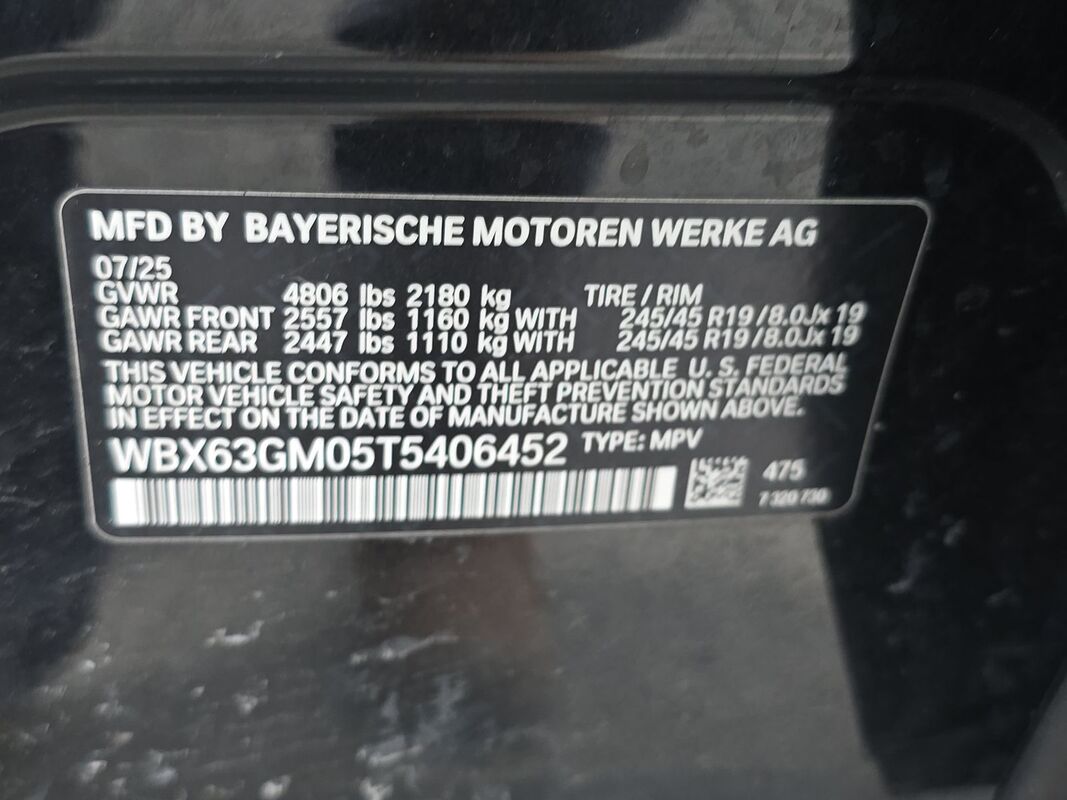 MFD BY BAYERISCHE MOTOREN WERKE AG
07/25
GVWR 4806 lbs 2180 kg TIRE / RIM
GAWR FRONT 2557 lbs 1160 kg WITH 245/45 R19 / 8.0Jx 19
GAWR REAR 2447 lbs 1110 kg WITH 245/45 R19 / 8.0Jx 19
THIS VEHICLE CONFORMS TO ALL APPLICABLE U. S. FEDERAL
MOTOR VEHICLE SAFETY AND THEFT PREVENTION STANDARDS
IN EFFECT ON THE DATE OF MANUFACTURE SHOWN ABOVE.
WBX63GM05T5406452 TYPE: MPV
475
7 320 730